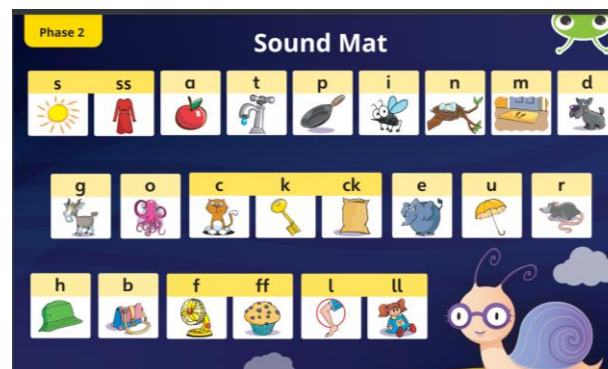 Phase 2
Sound Mat
s ss a t p i n m d
g o c k ck e u r
h b f ff l ll